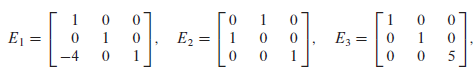 E₁ = [ 1 0 0 ; 0 1 0 ; −4 0 1 ], E₂ = [ 0 1 0 ; 1 0 0 ; 0 0 1 ], E₃ = [ 1 0 0 ; 0 1 0 ; 0 0 5 ],